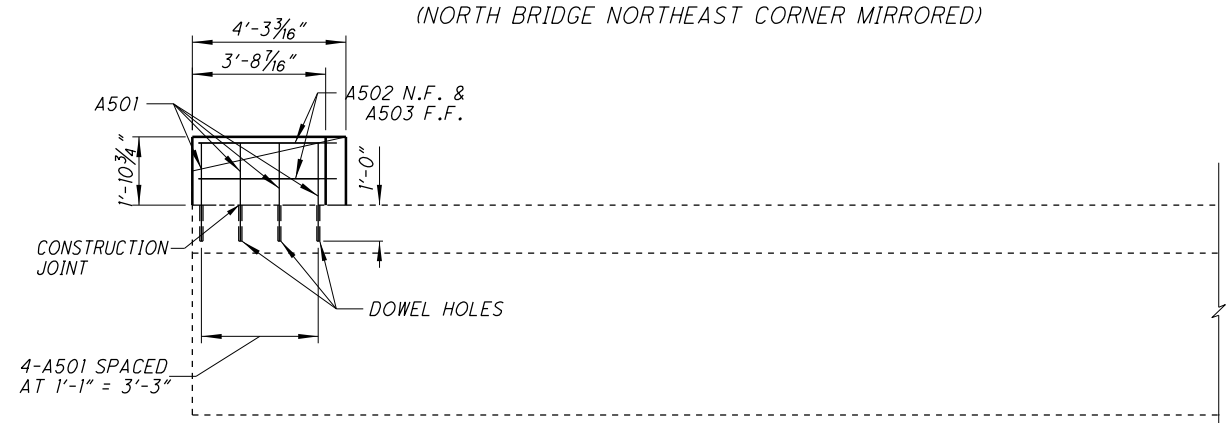 (NORTH BRIDGE NORTHEAST CORNER MIRRORED)
4'-3 3/16"
3'-8 7/16"
A501
A502 N.F. &
A503 F.F.
1'-10 3/4"
1'-0"
CONSTRUCTION
JOINT
DOWEL HOLES
4-A501 SPACED
AT 1'-1" = 3'-3"